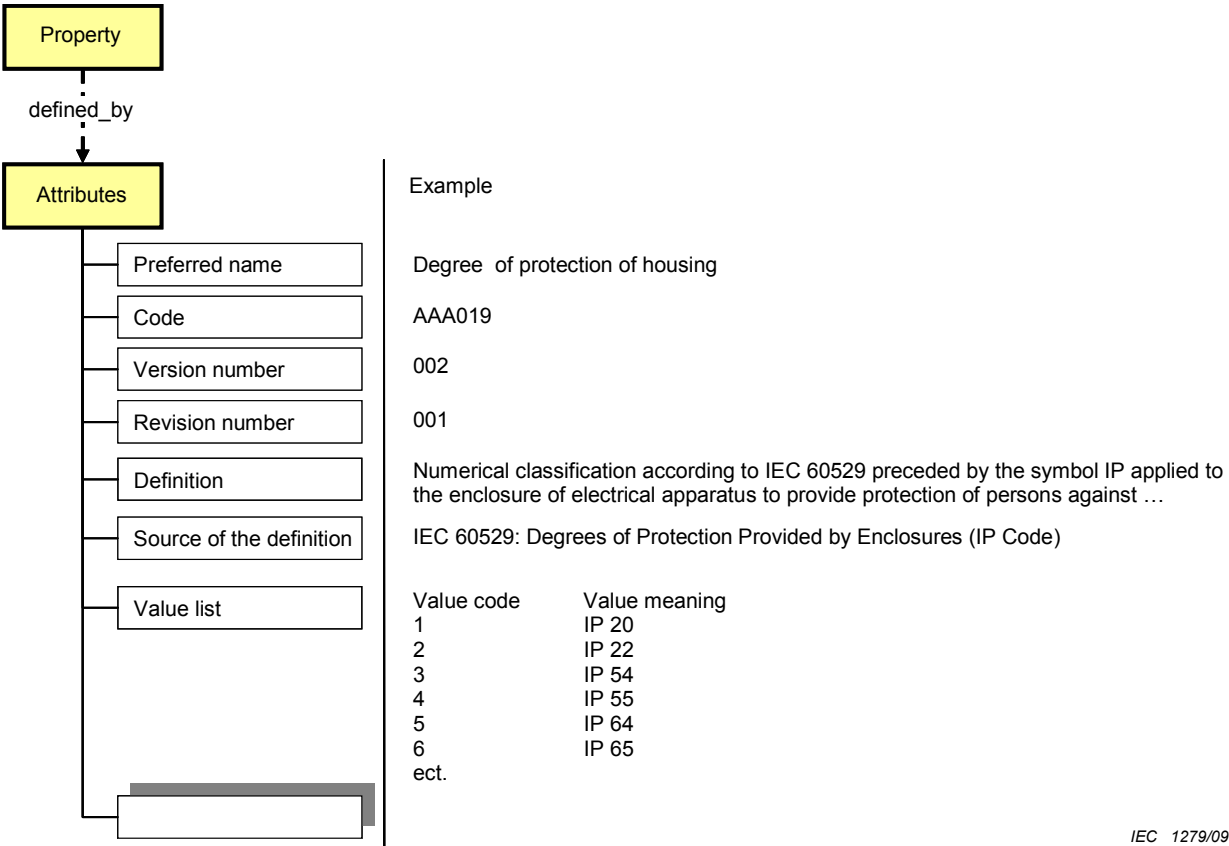 Property
defined_by
Attributes
Example
Preferred name
Degree of protection of housing
Code
AAA019
Version number
002
Revision number
001
Definition
Numerical classification according to IEC 60529 preceded by the symbol IP applied to
the enclosure of electrical apparatus to provide protection of persons against …
Source of the definition
IEC 60529: Degrees of Protection Provided by Enclosures (IP Code)
Value list
Value code Value meaning
1 IP 20
2 IP 22
3 IP 54
4 IP 55
5 IP 64
6 IP 65
ect.
IEC 1279/09